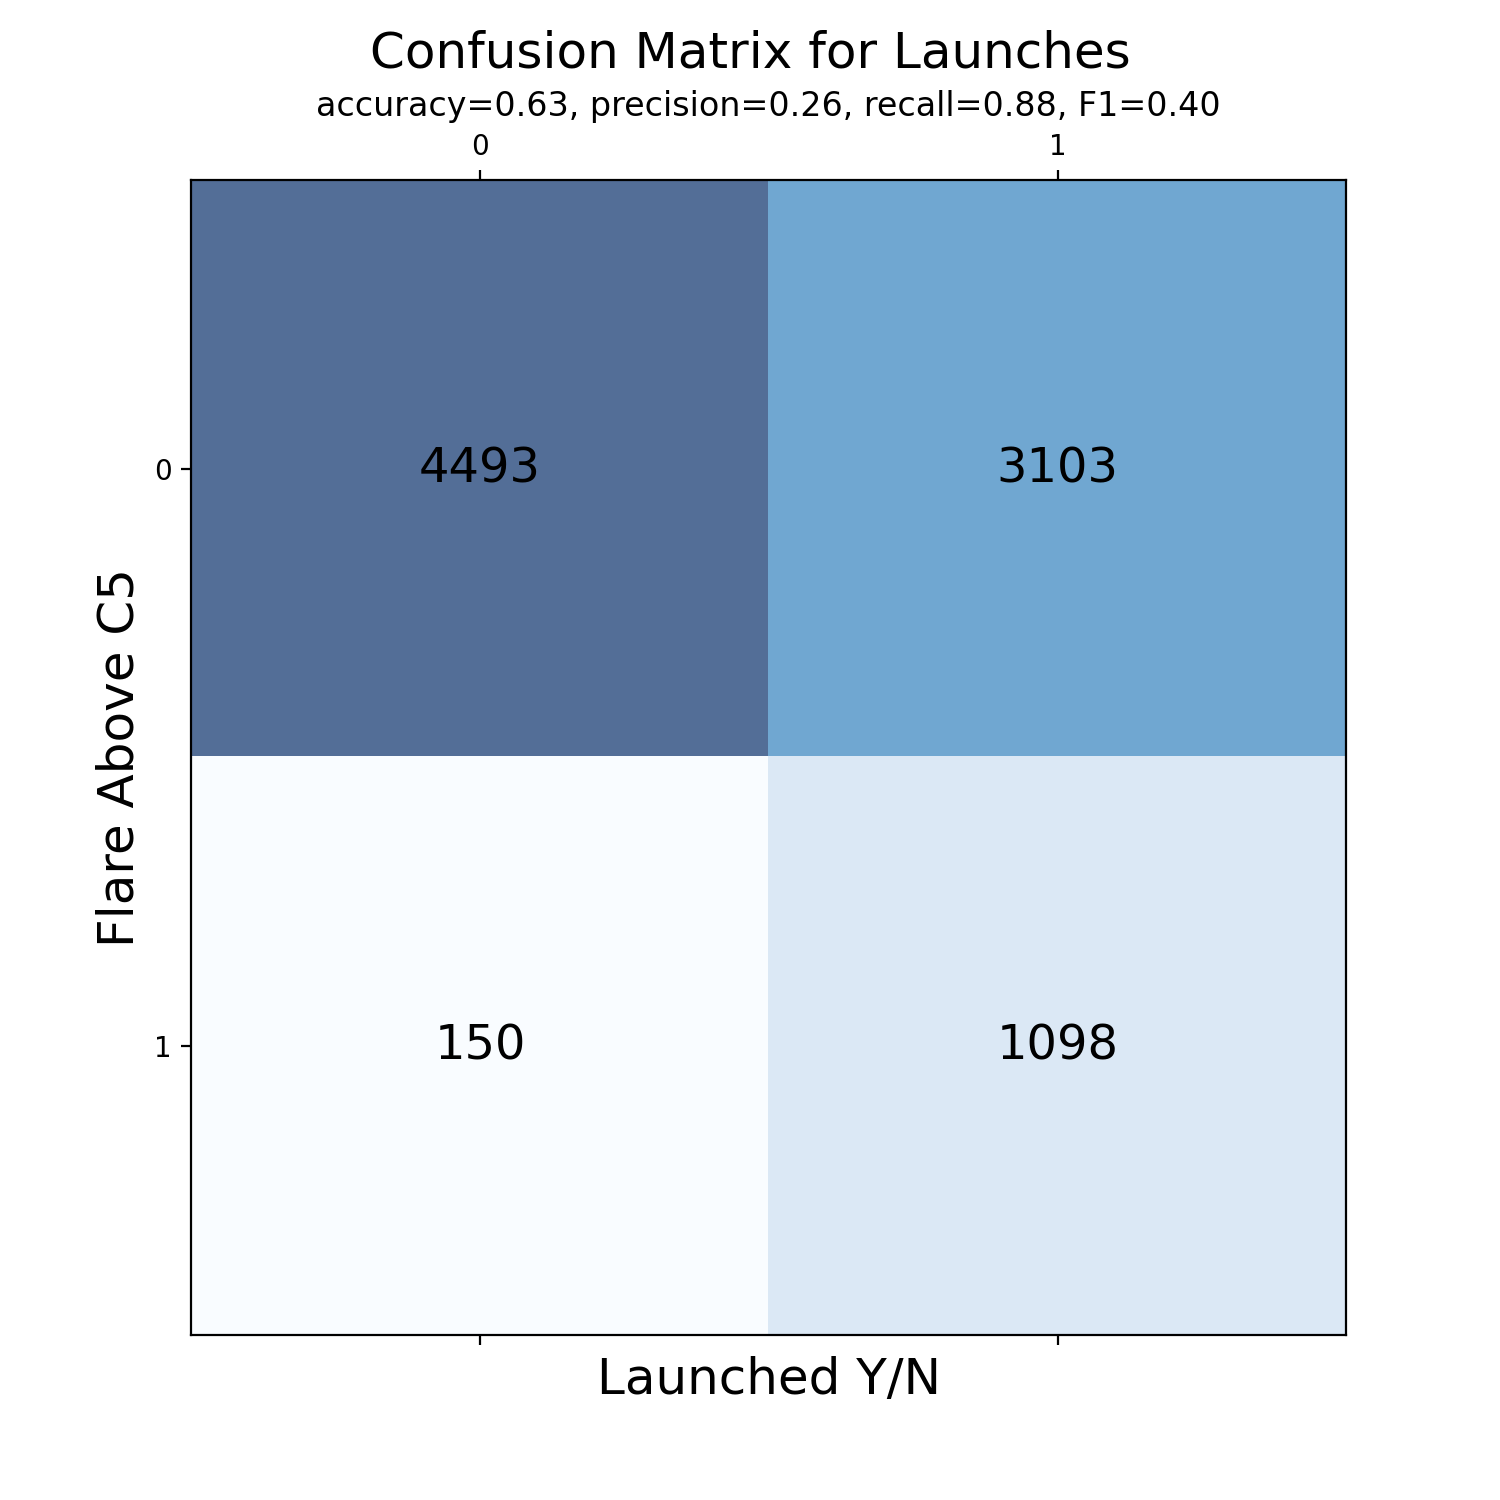 Confusion Matrix for Launches
accuracy=0.63, precision=0.26, recall=0.88, F1=0.40
0 1
0 4493 3103
Flare Above C5
1 150 1098
Launched Y/N